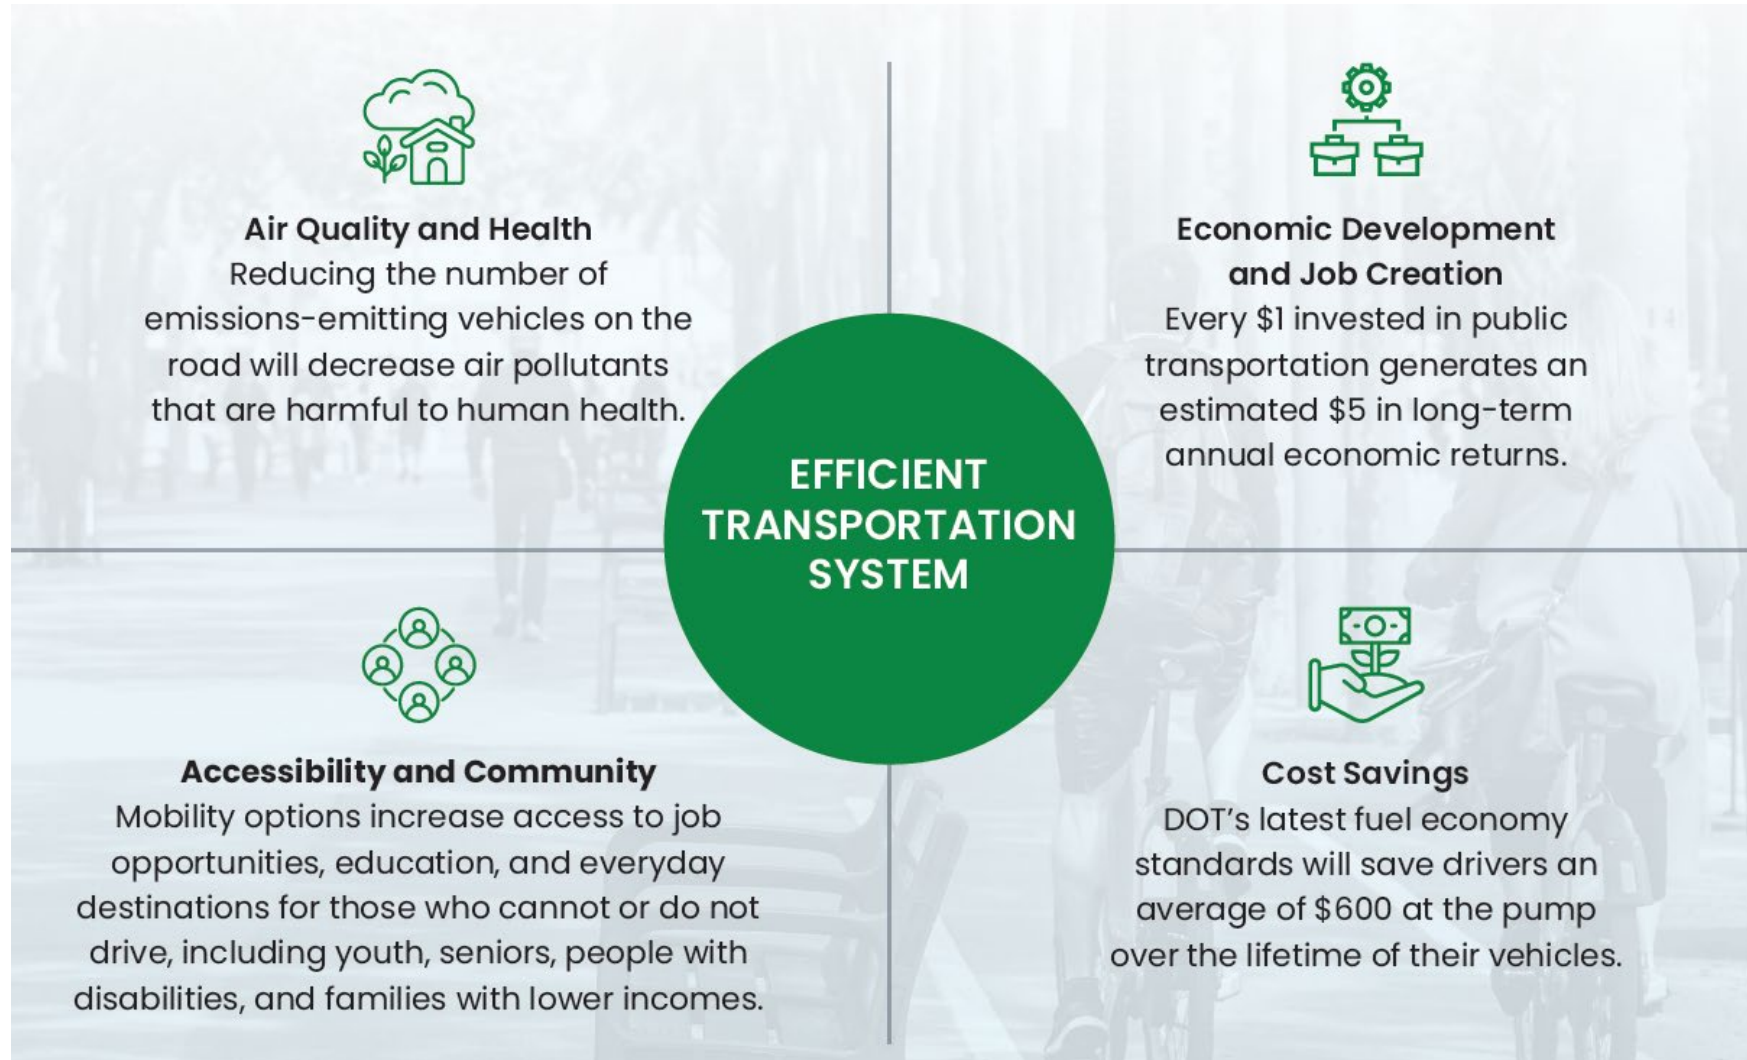 Air Quality and Health
Reducing the number of
emissions-emitting vehicles on the
road will decrease air pollutants
that are harmful to human health.
Economic Development
and Job Creation
Every $1 invested in public
transportation generates an
estimated $5 in long-term
annual economic returns.
EFFICIENT
TRANSPORTATION
SYSTEM
Accessibility and Community
Mobility options increase access to job
opportunities, education, and everyday
destinations for those who cannot or do not
drive, including youth, seniors, people with
disabilities, and families with lower incomes.
Cost Savings
DOT's latest fuel economy
standards will save drivers an
average of $600 at the pump
over the lifetime of their vehicles.